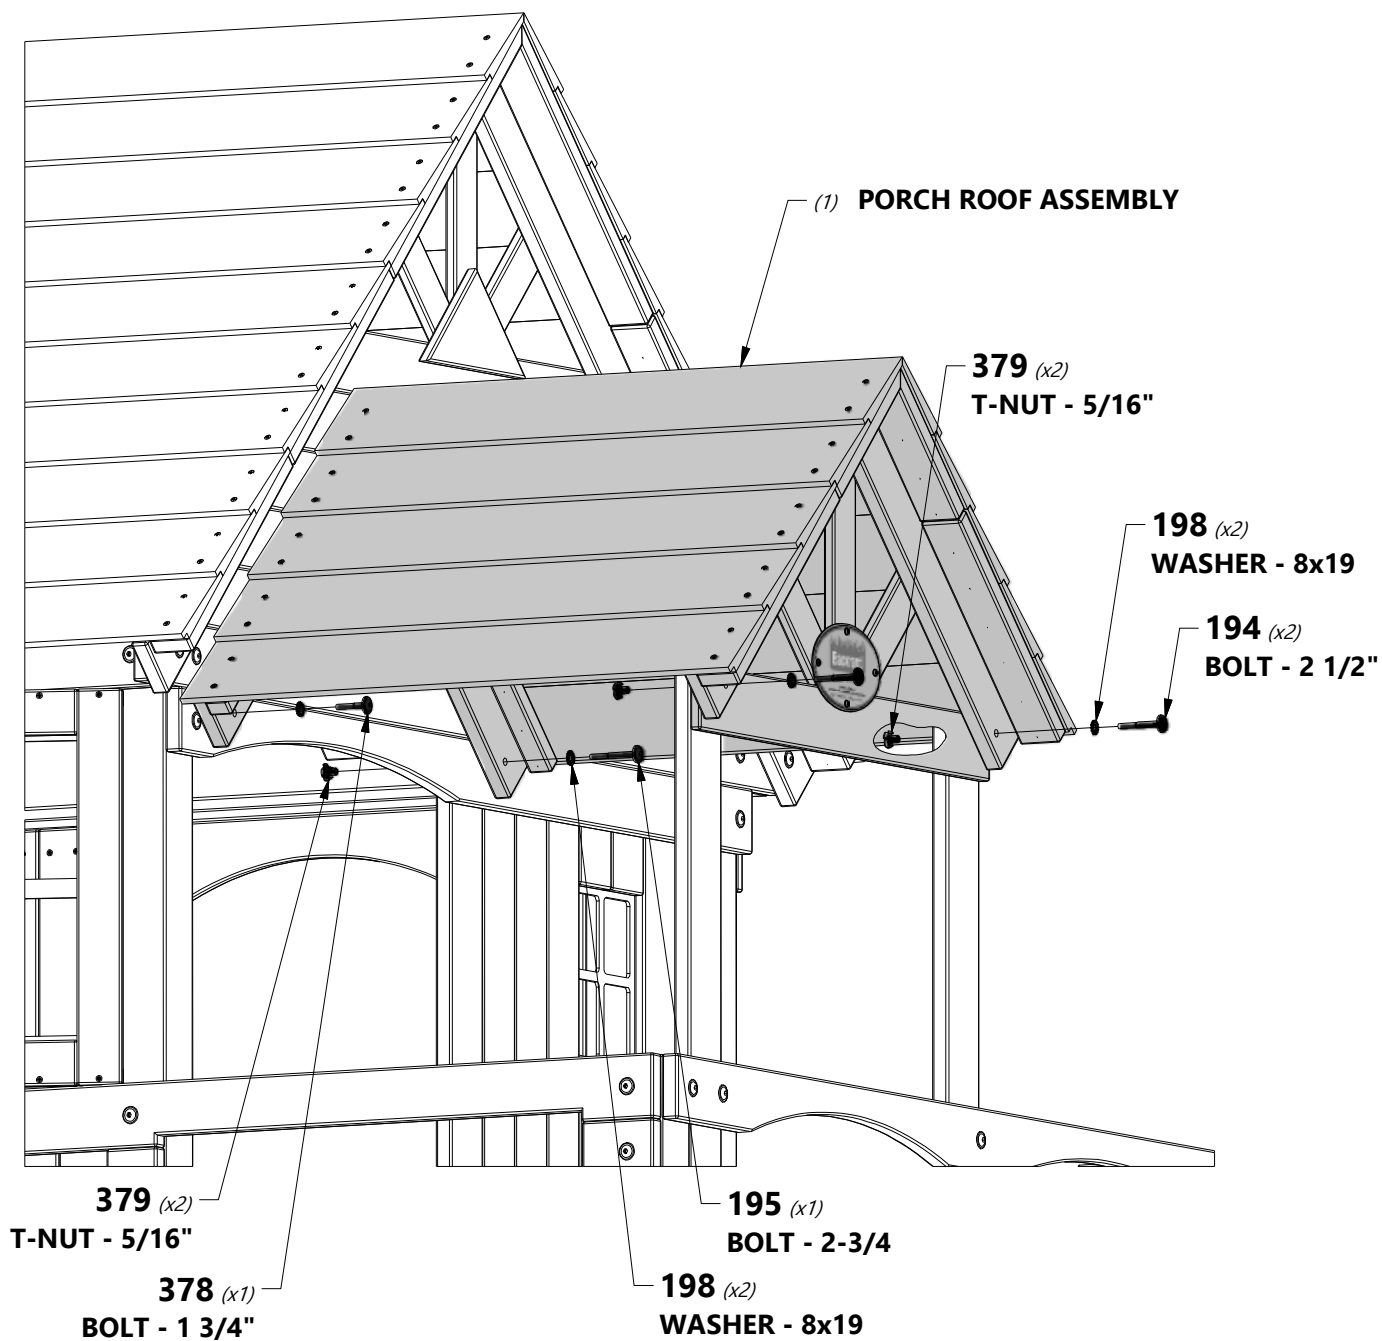 (1) PORCH ROOF ASSEMBLY
379 (x2)
T-NUT - 5/16"
198 (x2)
WASHER - 8x19
194 (x2)
BOLT - 2 1/2"
379 (x2)
T-NUT - 5/16"
195 (x1)
BOLT - 2-3/4
378 (x1)
BOLT - 1 3/4"
198 (x2)
WASHER - 8x19